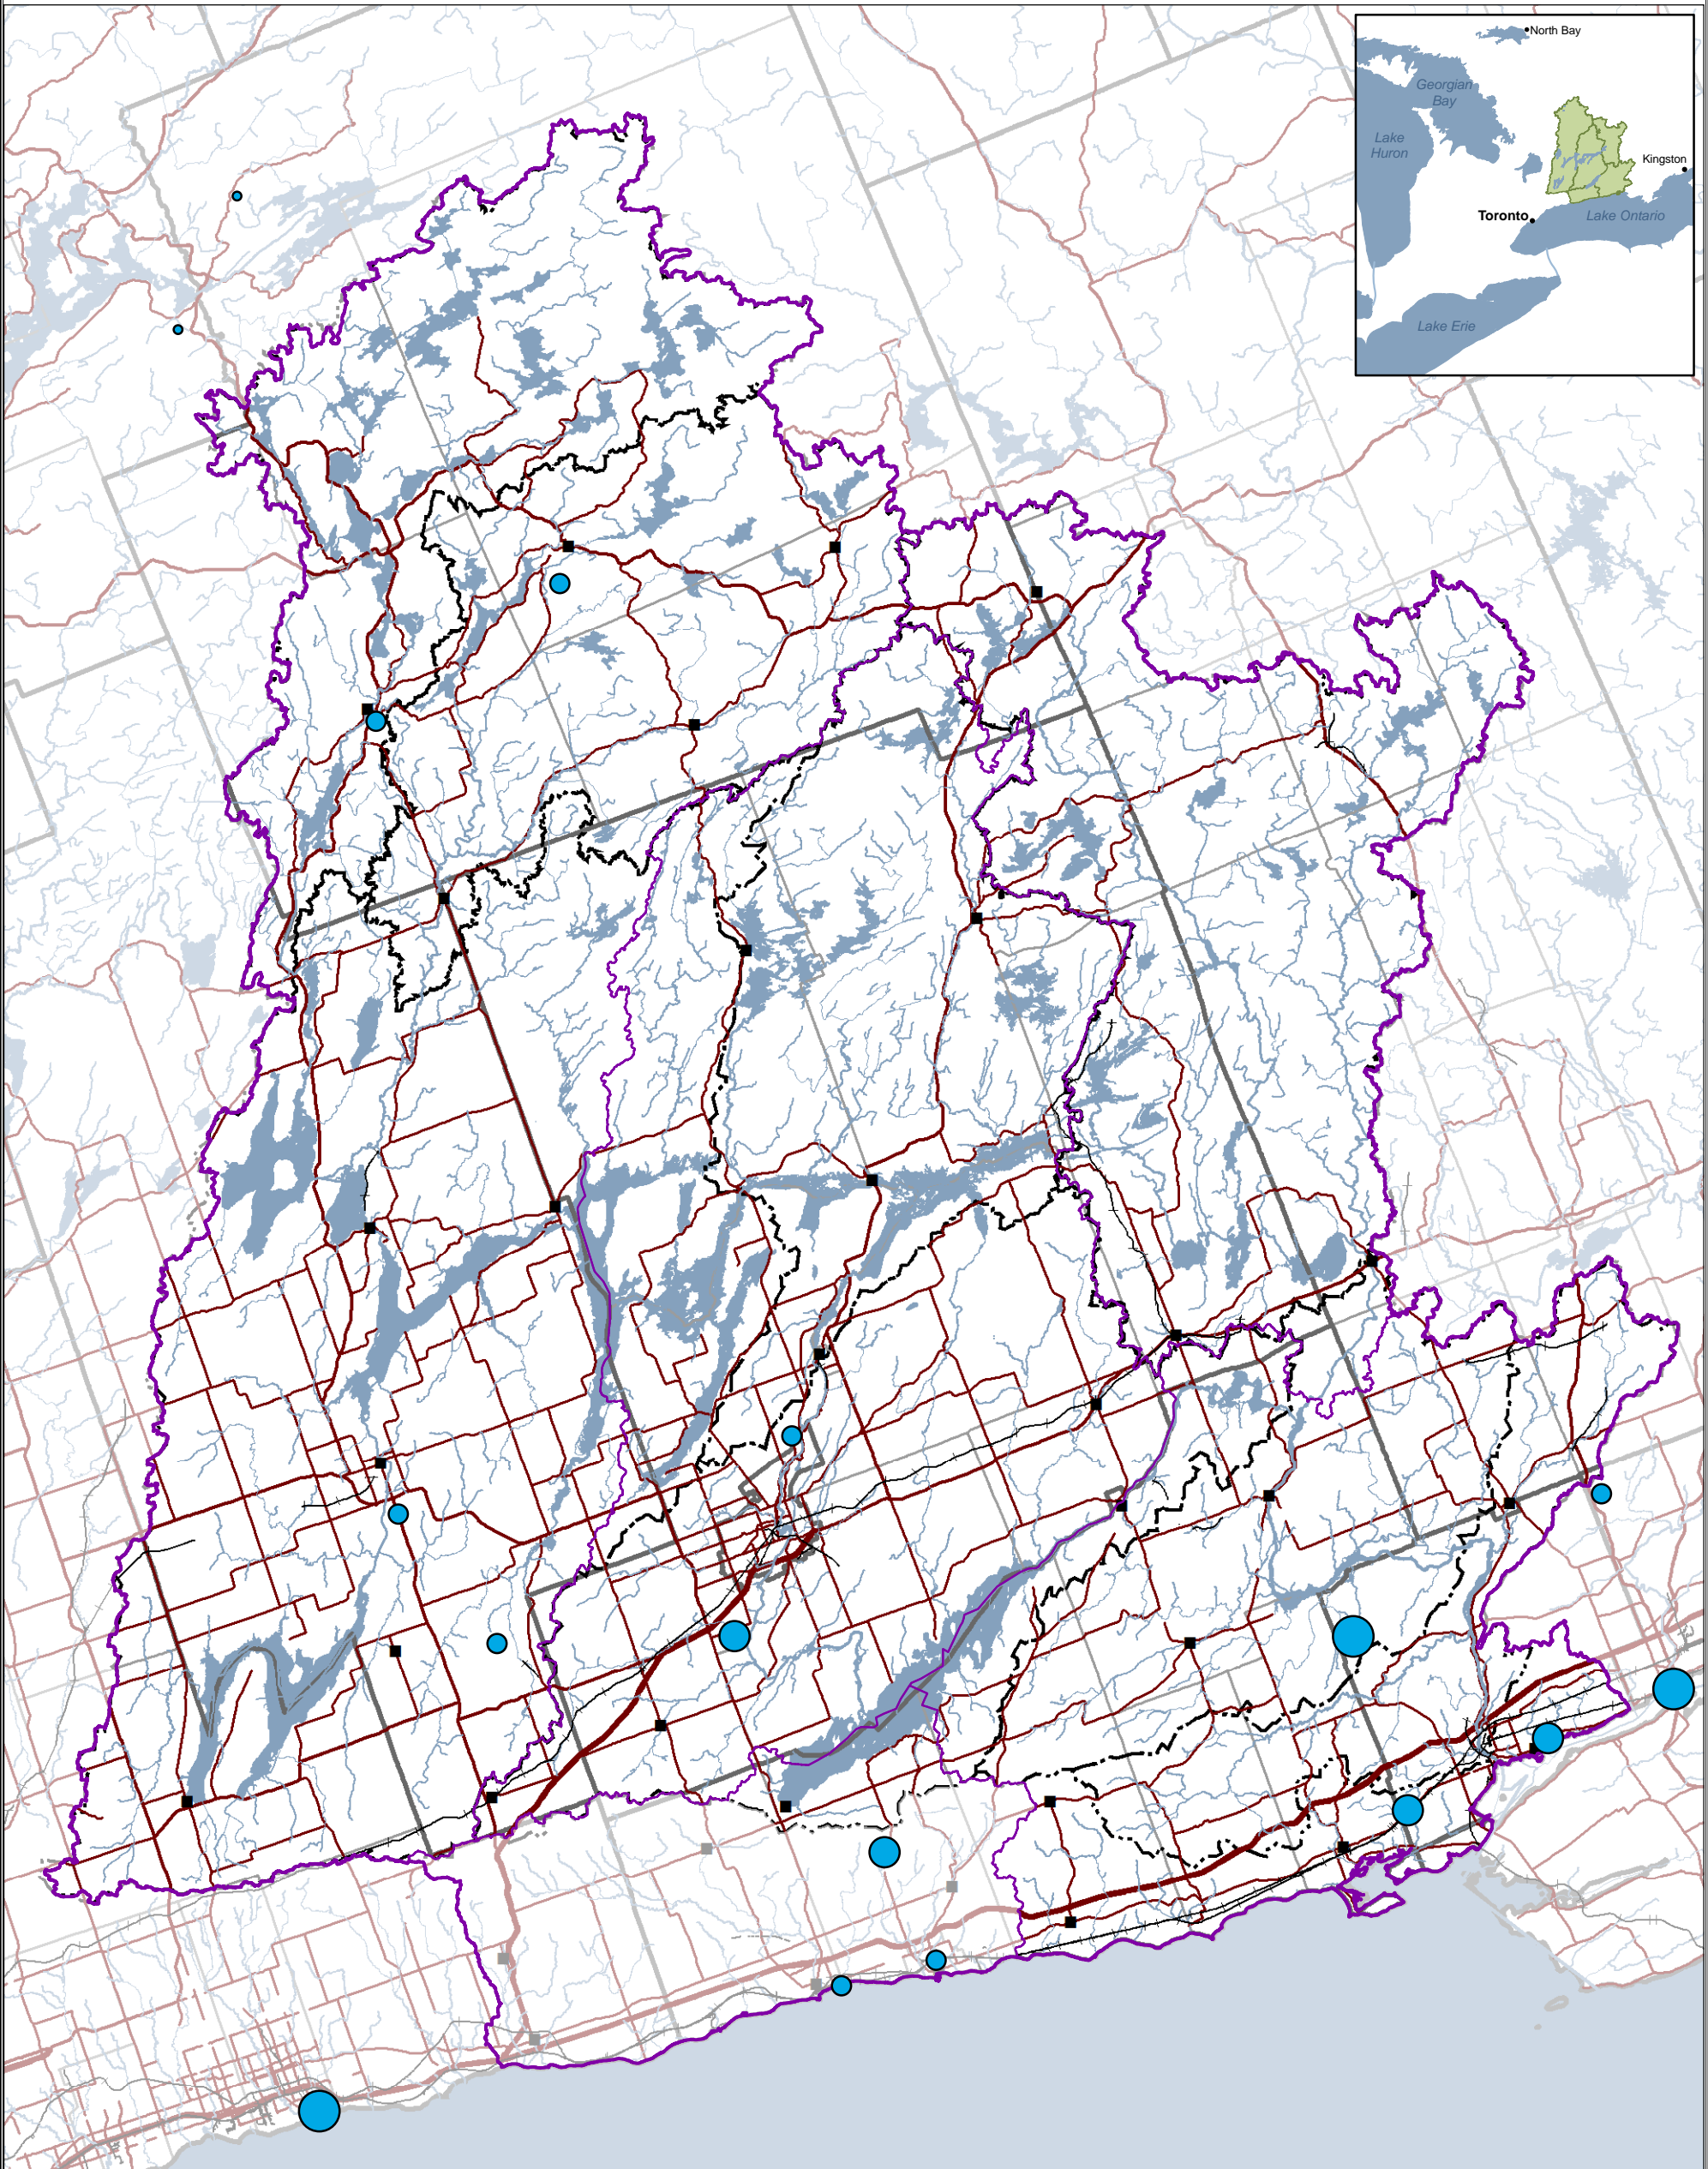 North Bay
Georgian
Bay
Lake
Huron
Kingston
Toronto
Lake Ontario
Lake Erie